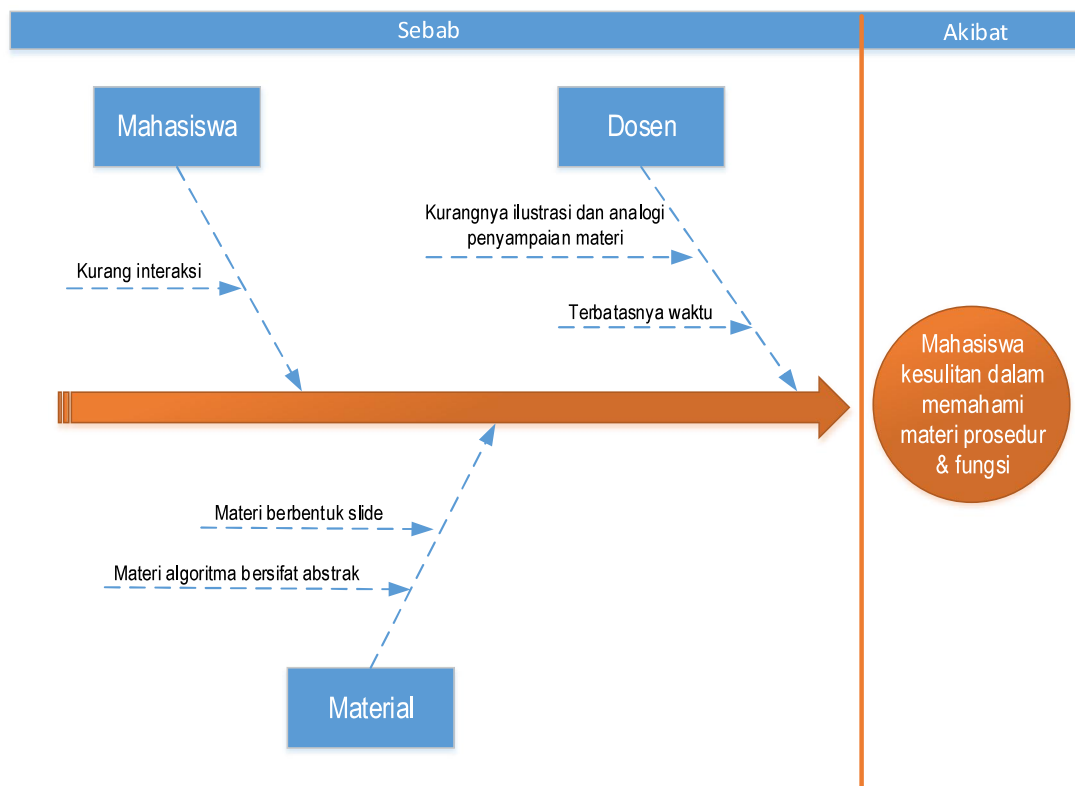 Sebab
Akibat
Mahasiswa
Dosen
Kurangnya ilustrasi dan analogi
penyampaian materi
Kurang interaksi
Terbatasnya waktu
Mahasiswa
kesulitan dalam
memahami
materi prosedur
& fungsi
Materi berbentuk slide
Materi algoritma bersifat abstrak
Material